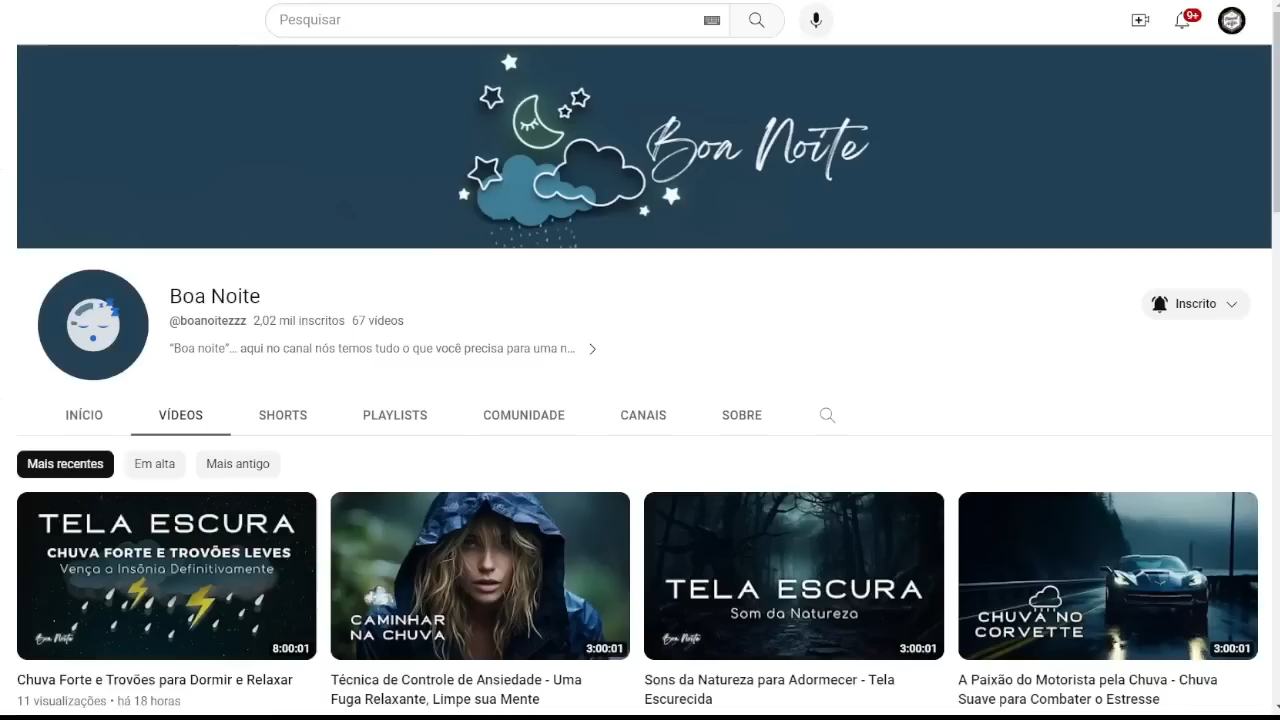 Pesquisar
9+
Boa Noite
Boa Noite
@boanoitezzz 2,02 mil inscritos 67 vídeos
"Boa noite"... aqui no canal nós temos tudo o que você precisa para uma n...
Inscrito
INÍCIO VÍDEOS SHORTS PLAYLISTS COMUNIDADE CANAIS SOBRE
Mais recentes Em alta Mais antigo
TELA ESCURA
CHUVA FORTE E TROVÕES LEVES
Vença a Insônia Definitivamente
Boa Noite
8:00:01
CAMINHAR
NA CHUVA
3:00:01
TELA ESCURA
Som da Natureza
Boa Noite
3:00:01
CHUVA NO
CORVETTE
3:00:01
Chuva Forte e Trovões para Dormir e Relaxar
11 visualizações • há 18 horas
Técnica de Controle de Ansiedade - Uma
Fuga Relaxante, Limpe sua Mente
Sons da Natureza para Adormecer - Tela
Escurecida
A Paixão do Motorista pela Chuva - Chuva
Suave para Combater o Estresse